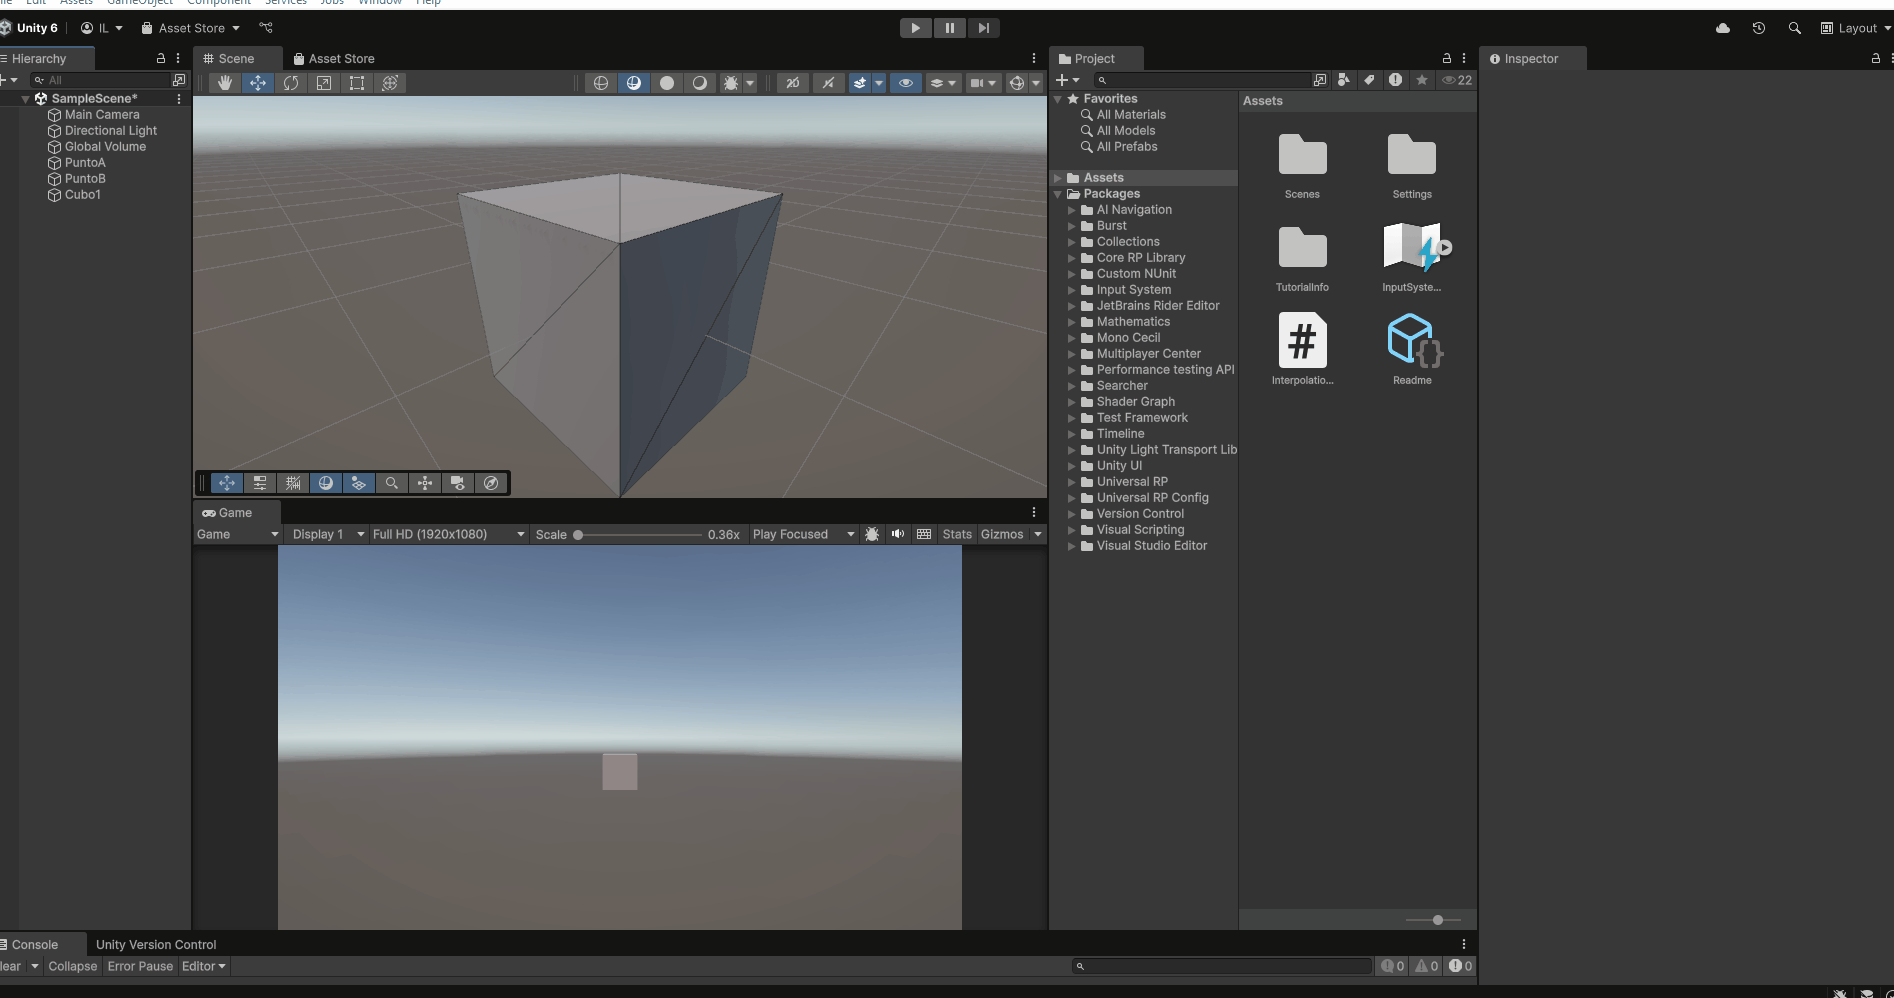 File Edit Assets GameObject Component Services Jobs Window Help
Unity 6 IL Asset Store Layout
Hierarchy
All
SampleScene*
Main Camera
Directional Light
Global Volume
PuntoA
PuntoB
Cubo1
Scene Asset Store
2D
Game
Game Display 1 Full HD (1920x1080) Scale 0.36x Play Focused Stats Gizmos
Project
22
Favorites
All Materials
All Models
All Prefabs
Assets
Packages
AI Navigation
Burst
Collections
Core RP Library
Custom NUnit
Input System
JetBrains Rider Editor
Mathematics
Mono Cecil
Multiplayer Center
Performance testing API
Searcher
Shader Graph
Test Framework
Timeline
Unity Light Transport Lib
Unity UI
Universal RP
Universal RP Config
Version Control
Visual Scripting
Visual Studio Editor
Assets
Scenes Settings
TutorialInfo InputSyste...
#
Interpolatio... Readme
Inspector
Console Unity Version Control
lear Collapse Error Pause Editor 0 0 0